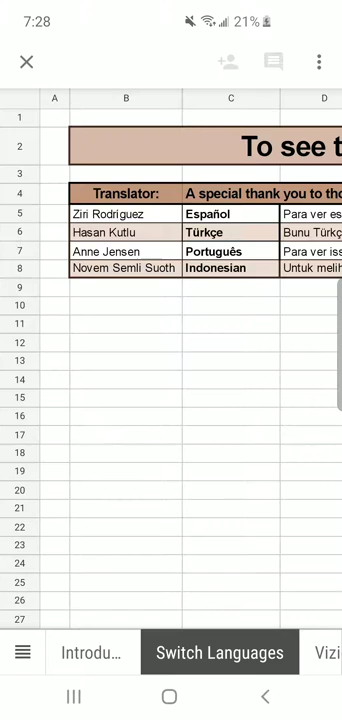 7:28 21%
A B C D
1
2 To see t
3
4 Translator: A special thank you to tho
5 Ziri Rodriguez Español Para ver es
6 Hasan Kutlu Türkçe Bunu Türkç
7 Anne Jensen Português Para ver iss
8 Novem Semli Suoth Indonesian Untuk melih
9
10
11
12
13
14
15
16
17
18
19
20
21
22
23
24
25
26
27
Introdu... Switch Languages Vizi